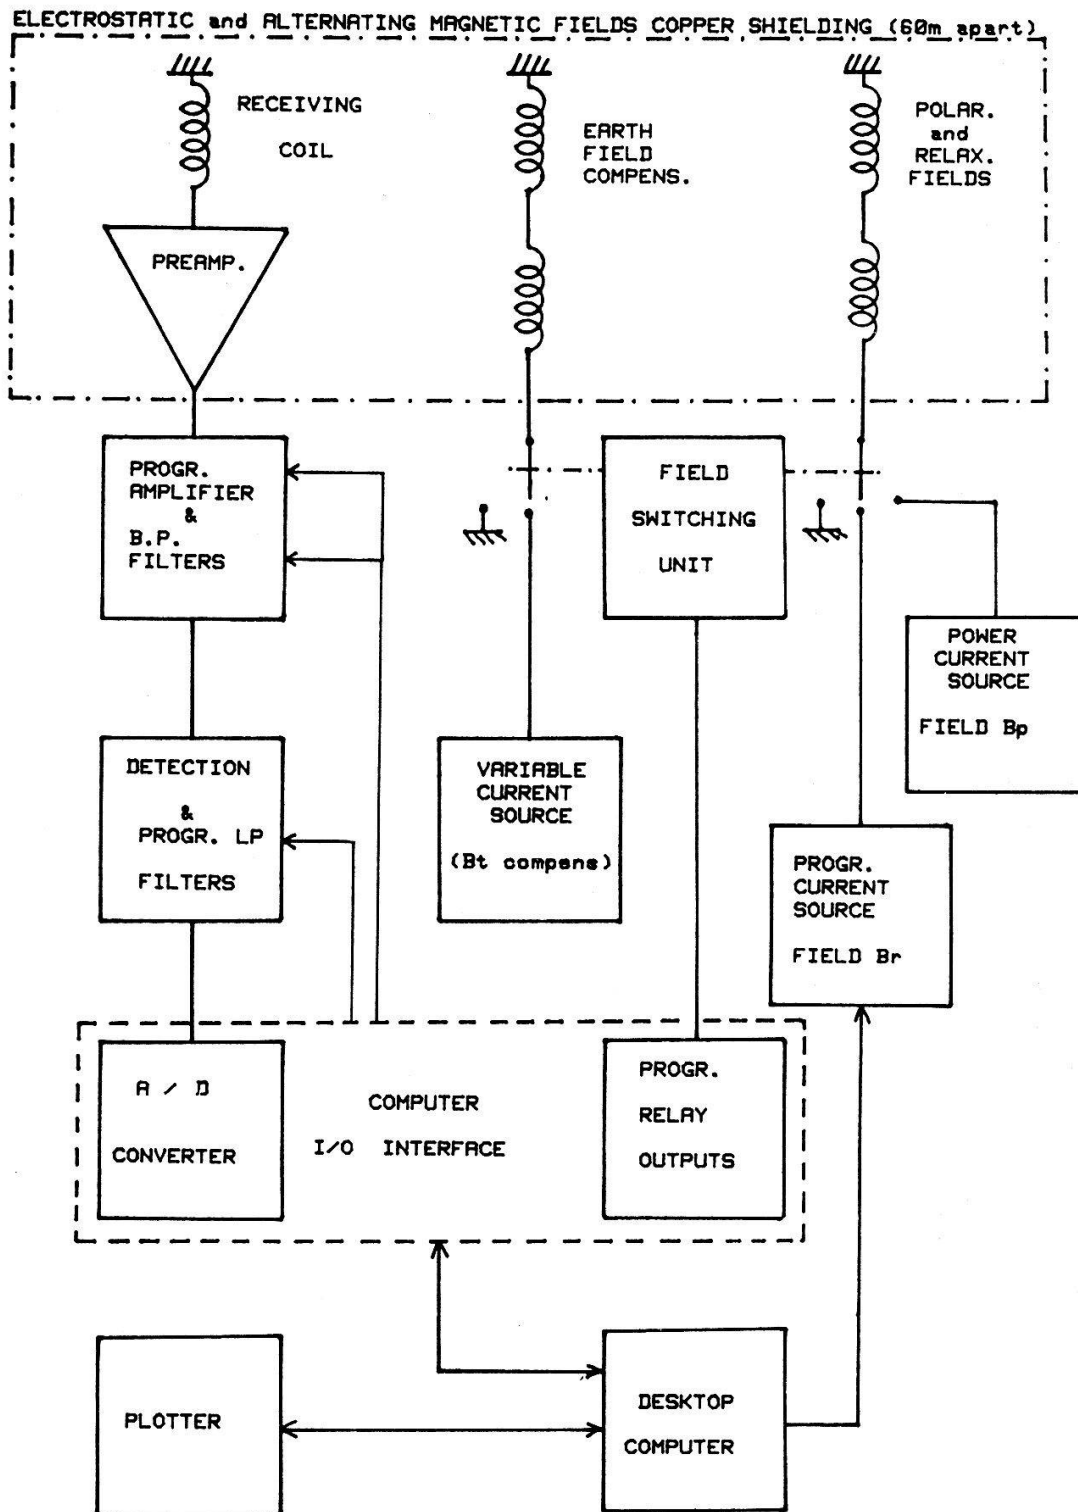 ELECTROSTATIC and ALTERNATING MAGNETIC FIELDS COPPER SHIELDING (60m apart)
RECEIVING
COIL
EARTH
FIELD
COMPENS.
POLAR.
and
RELAX.
FIELDS
PREAMP.
PROGR.
AMPLIFIER
&
B.P.
FILTERS
FIELD
SWITCHING
UNIT
POWER
CURRENT
SOURCE
FIELD Bp
DETECTION
&
PROGR. LP
FILTERS
VARIABLE
CURRENT
SOURCE
(Bt compens)
PROGR.
CURRENT
SOURCE
FIELD Br
A / D
CONVERTER
COMPUTER
I/O INTERFACE
PROGR.
RELAY
OUTPUTS
PLOTTER
DESKTOP
COMPUTER